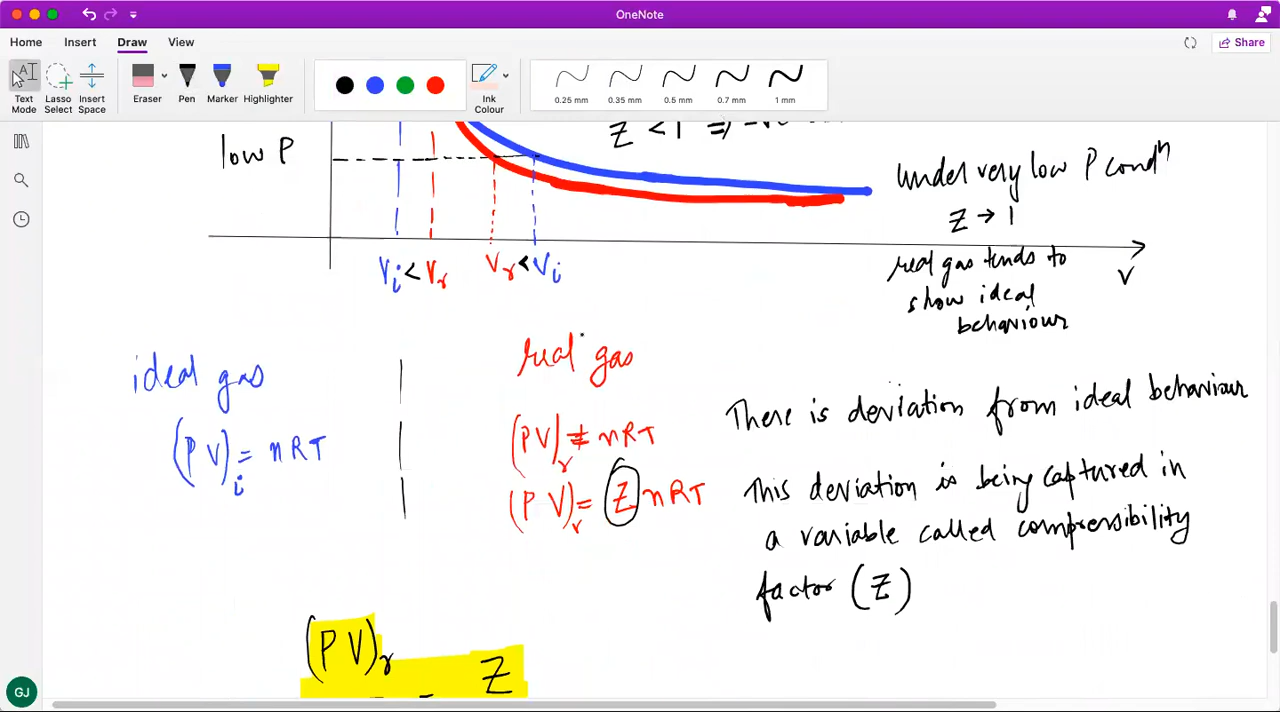 OneNote
Home Insert Draw View
Share
Text Mode
Lasso Select
Insert Space
Eraser
Pen
Marker
Highlighter
Ink Colour
0.25 mm
0.35 mm
0.5 mm
0.7 mm
1 mm
Z < 1 ⇒ -ve
low P
under very low P condⁿ
Z → 1
real gas tends to
show ideal
behaviour
V
Vi < Vr
Vr < Vi
ideal gas
(PV)i = nRT
real gas
(PV)r ≠ nRT
(PV)r = Z nRT
There is deviation from ideal behaviour
This deviation is being captured in
a variable called compressibility
factor (Z)
(PV)r
Z
GJ